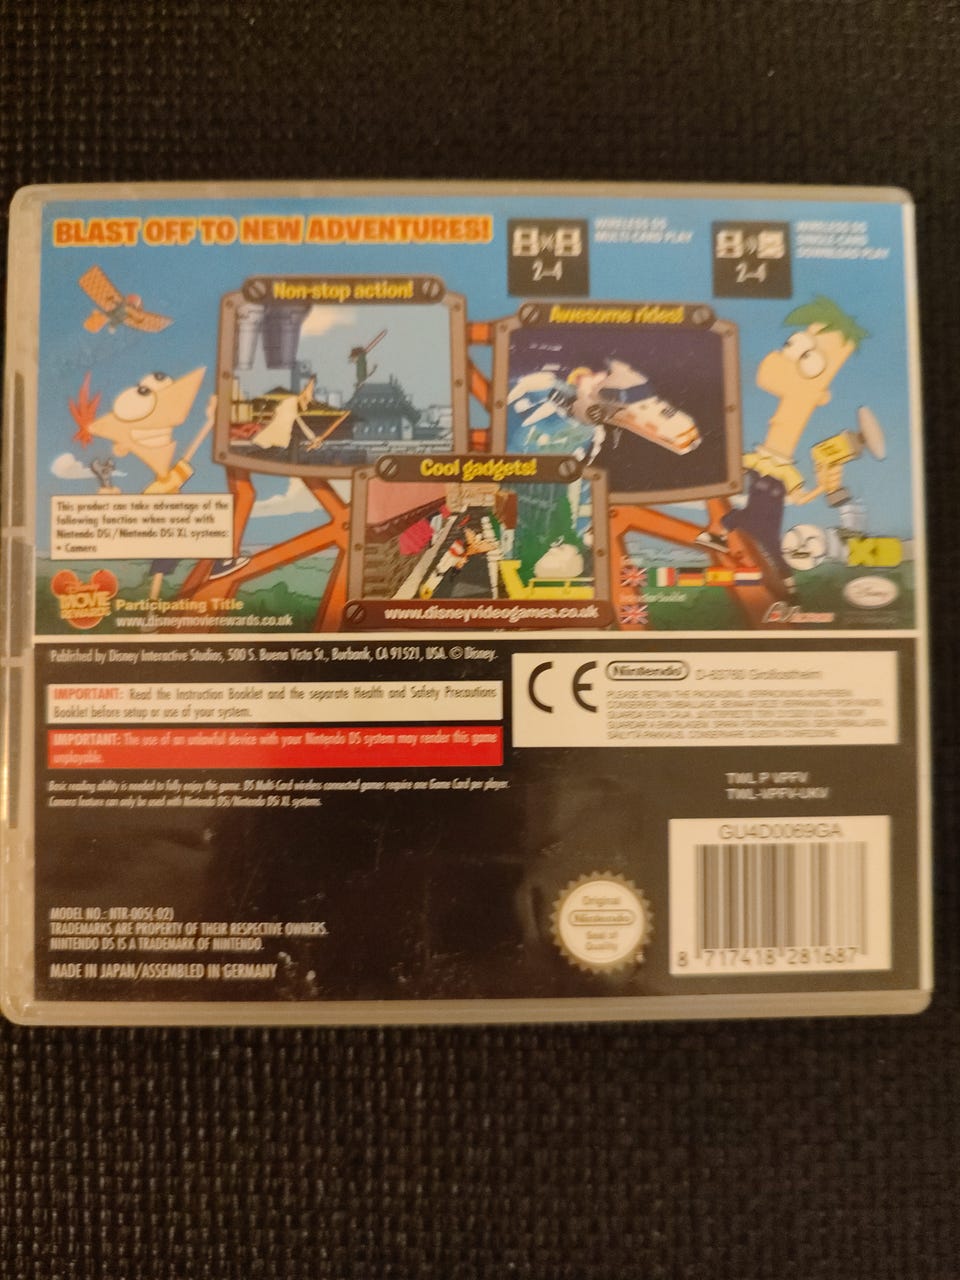 BLAST OFF TO NEW ADVENTURES!
2-4
WIRELESS DS
MULTI CARD PLAY
2-4
WIRELESS DS
SINGLE CARD
DOWNLOAD PLAY
Non-stop action!
Awesome rides!
Cool gadgets!
This product can take advantage of the
following function when used with
Nintendo DSi/Nintendo DSi XL systems:
• Camera
XD
MOVIE
REWARDS
Participating Title
www.disneymovierewards.co.uk
www.disneyvideogames.co.uk
Disney
Published by Disney Interactive Studios, 500 S. Buena Vista St., Burbank, CA 91521, USA. © Disney.
IMPORTANT: Read the Instruction Booklet and the separate Health and Safety Precautions
Booklet before setup or use of your system.
IMPORTANT: The use of an unlawful device with your Nintendo DS system may render this game
unplayable.
Basic reading ability is needed to fully enjoy this game. DS Multi-Card wireless connected games require one Game Card per player.
Camera feature can only be used with Nintendo DSi/Nintendo DSi XL systems.
CE
Nintendo
D-63760 Großostheim
PLEASE RETAIN THIS PACKAGING.
TWL P VPFV
TWL-VPFV-UKV
GU4D0069GA
8 717418 281687
Original
Nintendo
Seal of
Quality
MODEL NO.: NTR-005(-02)
TRADEMARKS ARE PROPERTY OF THEIR RESPECTIVE OWNERS.
NINTENDO DS IS A TRADEMARK OF NINTENDO.
MADE IN JAPAN/ASSEMBLED IN GERMANY